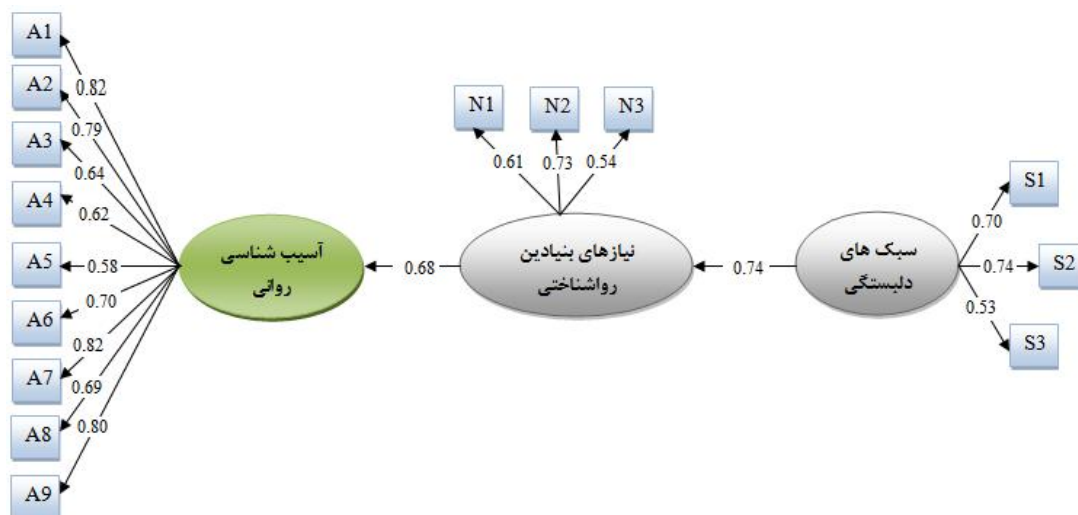 A1
A2
A3
A4
A5
A6
A7
A8
A9
0.82
0.79
0.64
0.62
0.58
0.70
0.82
0.69
0.80
آسیب شناسی
روانی
0.68
N1
N2
N3
0.61
0.73
0.54
نیازهای بنیادین
رواشناختی
0.74
سبک های
دلبستگی
0.70
0.74
0.53
S1
S2
S3